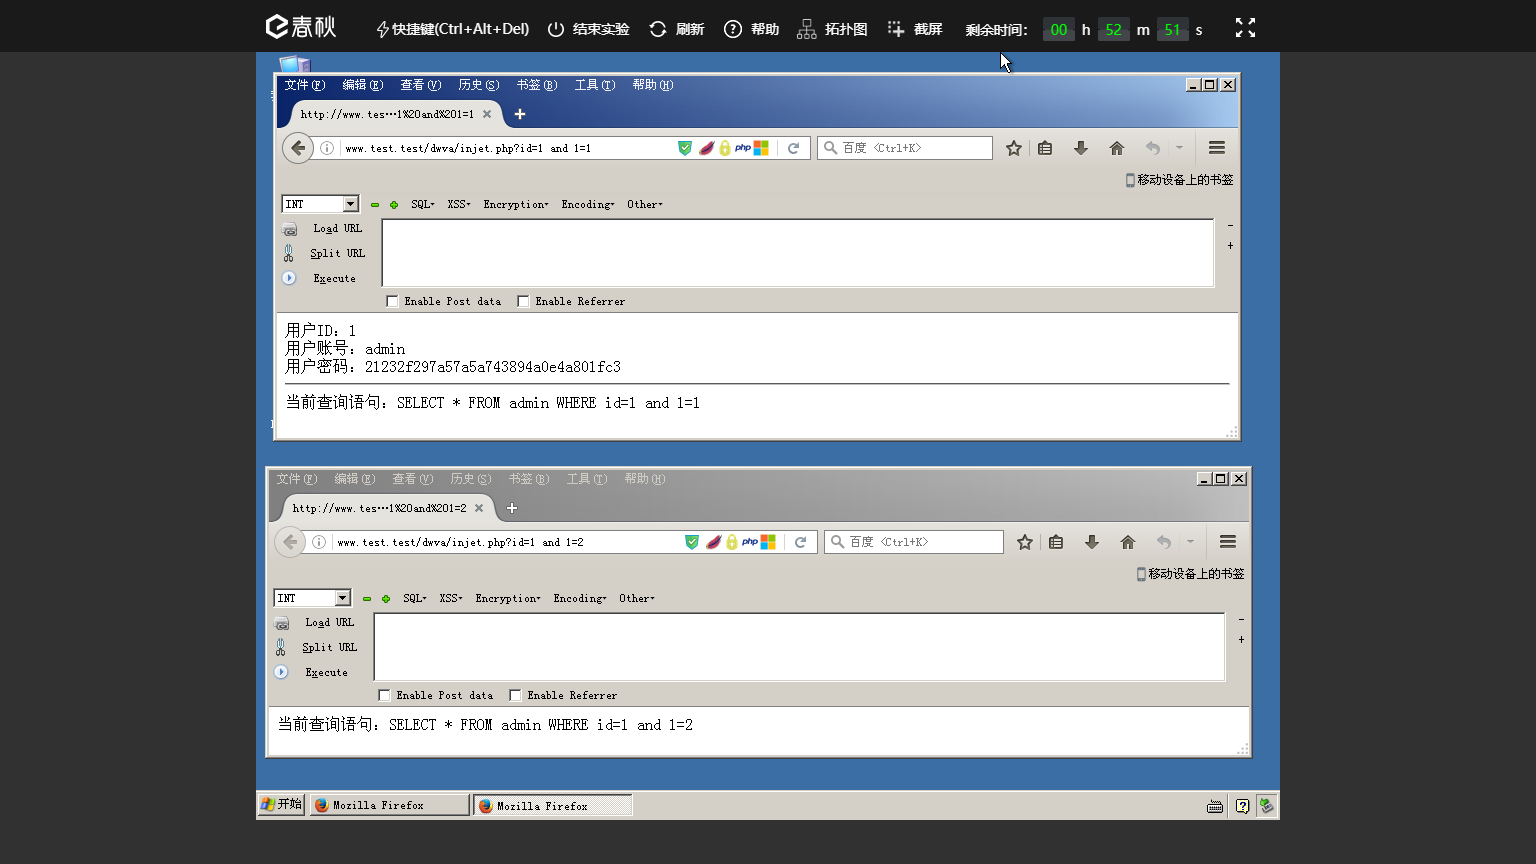 春秋 快捷键(Ctrl+Alt+Del) 结束实验 刷新 帮助 拓扑图 截屏 剩余时间: 00 h 52 m 51 s
文件(F) 编辑(E) 查看(V) 历史(S) 书签(B) 工具(T) 帮助(H)
http://www.tes…1%20and%201=1
www.test.test/dwva/injet.php?id=1 and 1=1 php 百度 <Ctrl+K>
移动设备上的书签
INT SQL XSS Encryption Encoding Other
Load URL
Split URL
Execute
Enable Post data Enable Referrer
用户ID: 1
用户账号: admin
用户密码: 21232f297a57a5a743894a0e4a801fc3
当前查询语句: SELECT * FROM admin WHERE id=1 and 1=1
文件(F) 编辑(E) 查看(V) 历史(S) 书签(B) 工具(T) 帮助(H)
http://www.tes…1%20and%201=2
www.test.test/dwva/injet.php?id=1 and 1=2 php 百度 <Ctrl+K>
移动设备上的书签
INT SQL XSS Encryption Encoding Other
Load URL
Split URL
Execute
Enable Post data Enable Referrer
当前查询语句: SELECT * FROM admin WHERE id=1 and 1=2
开始 Mozilla Firefox Mozilla Firefox